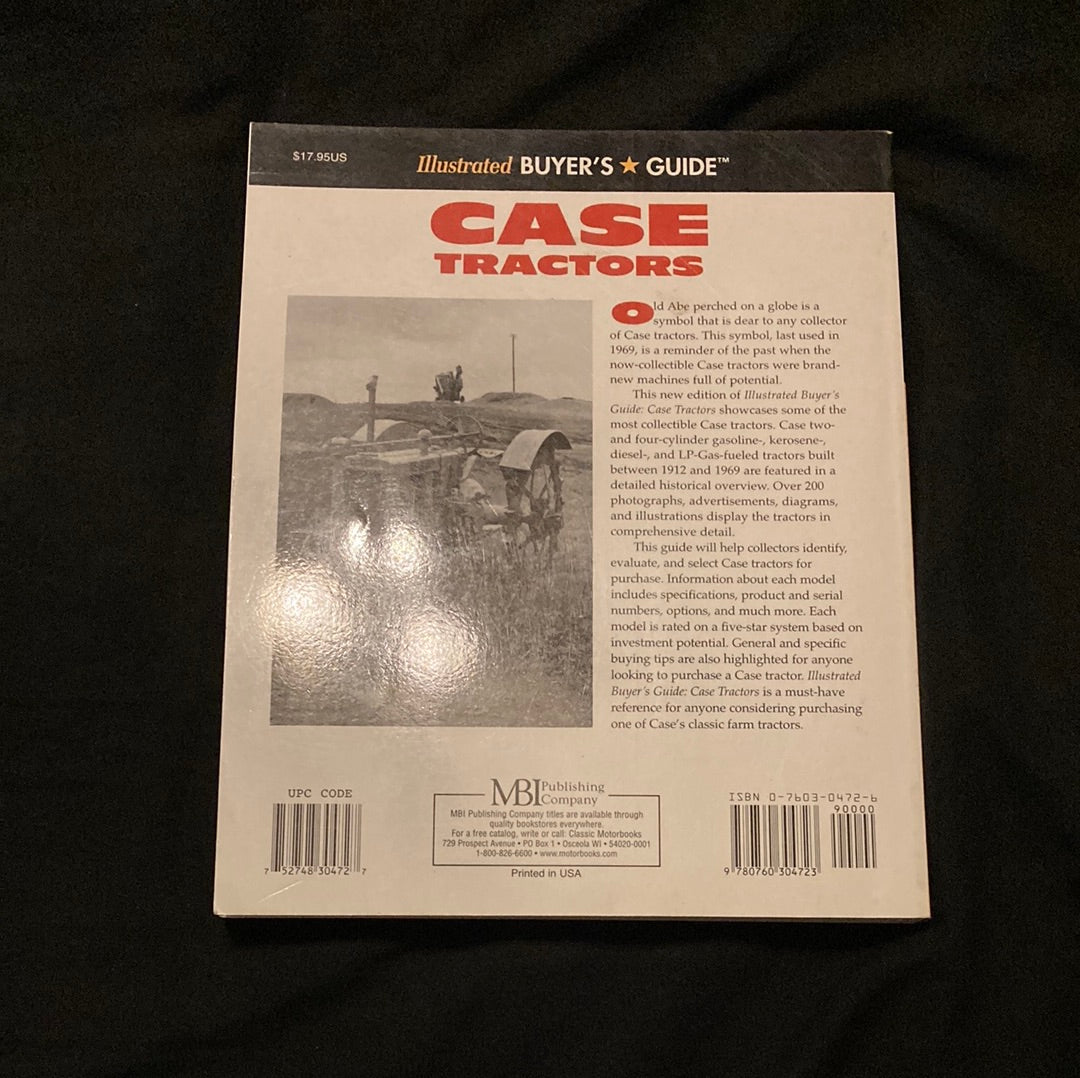 $17.95US
Illustrated BUYER'S ★ GUIDE™
CASE
TRACTORS
Old Abe perched on a globe is a
symbol that is dear to any collector
of Case tractors. This symbol, last used in
1969, is a reminder of the past when the
now-collectible Case tractors were brand-
new machines full of potential.
This new edition of Illustrated Buyer's
Guide: Case Tractors showcases some of the
most collectible Case tractors. Case two-
and four-cylinder gasoline-, kerosene-,
diesel-, and LP-Gas-fueled tractors built
between 1912 and 1969 are featured in a
detailed historical overview. Over 200
photographs, advertisements, diagrams,
and illustrations display the tractors in
comprehensive detail.
This guide will help collectors identify,
evaluate, and select Case tractors for
purchase. Information about each model
includes specifications, product and serial
numbers, options, and much more. Each
model is rated on a five-star system based on
investment potential. General and specific
buying tips are also highlighted for anyone
looking to purchase a Case tractor. Illustrated
Buyer's Guide: Case Tractors is a must-have
reference for anyone considering purchasing
one of Case's classic farm tractors.
UPC CODE
7 52748 30472 7
MBI Publishing
Company
MBI Publishing Company titles are available through
quality bookstores everywhere.
For a free catalog, write or call: Classic Motorbooks
729 Prospect Avenue • PO Box 1 • Osceola WI • 54020-0001
1-800-826-6600 • www.motorbooks.com
Printed in USA
ISBN 0-7603-0472-6
90000
9 780760 304723